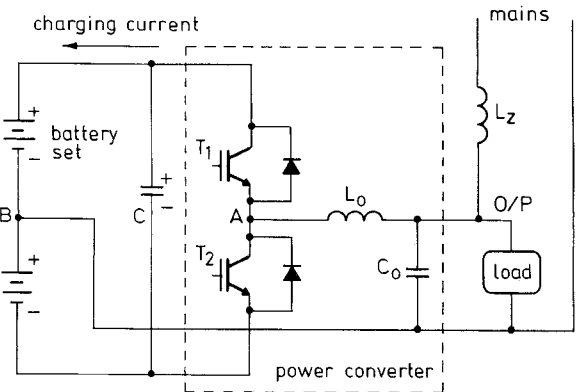 mains
charging current
+
battery
set
-
+
-
T1
LZ
B
C
A
LO
O/P
+
-
T2
CO
load
power converter